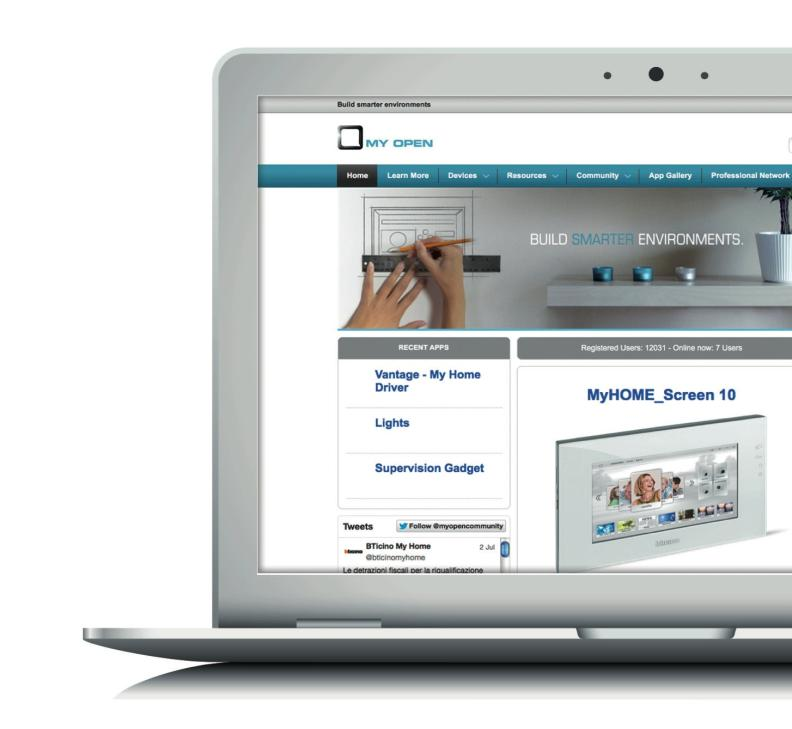 Build smarter environments
MY OPEN
Home Learn More Devices Resources Community App Gallery Professional Network
BUILD SMARTER ENVIRONMENTS.
RECENT APPS
Vantage - My Home
Driver
Lights
Supervision Gadget
Registered Users: 12031 - Online now: 7 Users
MyHOME_Screen 10
bticino
Tweets Follow @myopencommunity
bticino BTicino My Home 2 Jul
@bticinomyhome
Le detrazioni fiscali per la riqualificazione